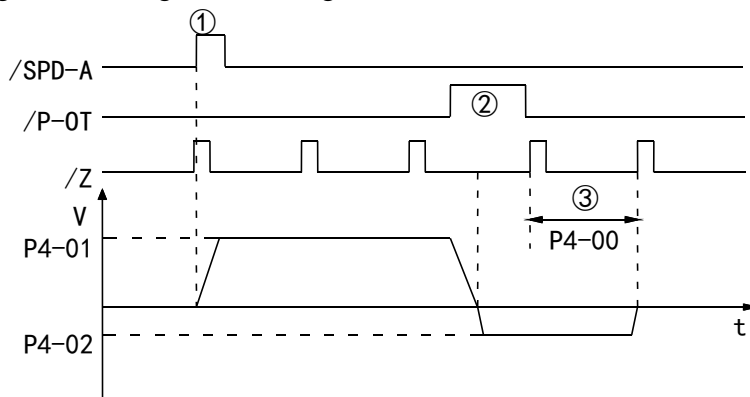 ①
/SPD-A
②
/P-OT
/Z
③
V
P4-01
P4-00
P4-02
t